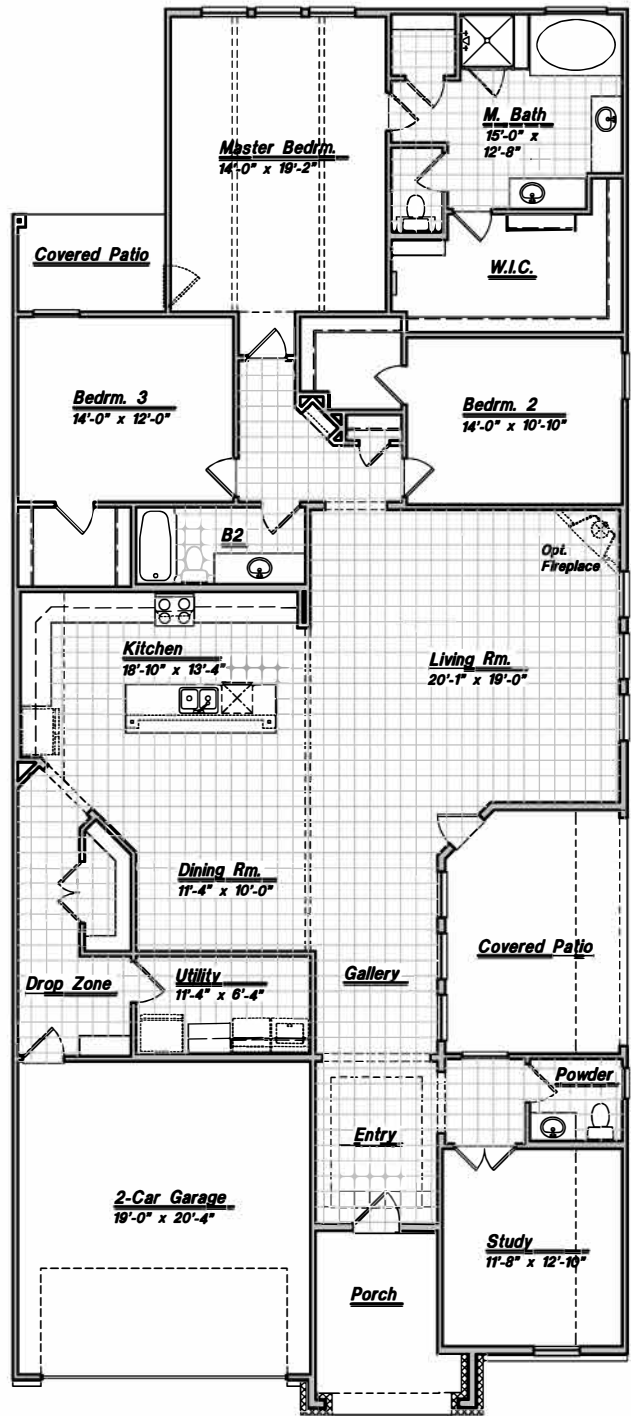 M. Bath
15'-0" x
12'-8"
Master Bedrm.
14'-0" x 19'-2"
Covered Patio
W.I.C.
Bedrm. 3
14'-0" x 12'-0"
Bedrm. 2
14'-0" x 10'-10"
B2
Opt.
Fireplace
Kitchen
18'-10" x 13'-4"
Living Rm.
20'-1" x 19'-0"
Dining Rm.
11'-4" x 10'-0"
Covered Patio
Gallery
Drop Zone
Utility
11'-4" x 6'-4"
Powder
Entry
2-Car Garage
19'-0" x 20'-4"
Study
11'-8" x 12'-10"
Porch